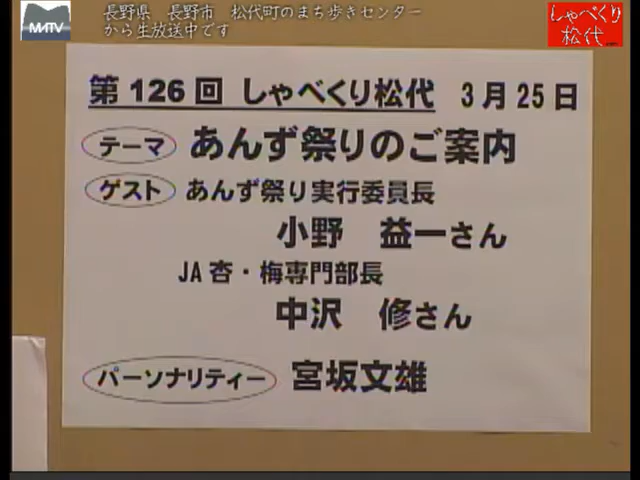 MATV
長野県 長野市 松代町のまち歩きセンター
から生放送中です
しゃべくり
松代
第126回 しゃべくり松代 3月25日
テーマ あんず祭りのご案内
ゲスト あんず祭り実行委員長
小野 益一さん
JA杏・梅専門部長
中沢 修さん
パーソナリティー 宮坂文雄